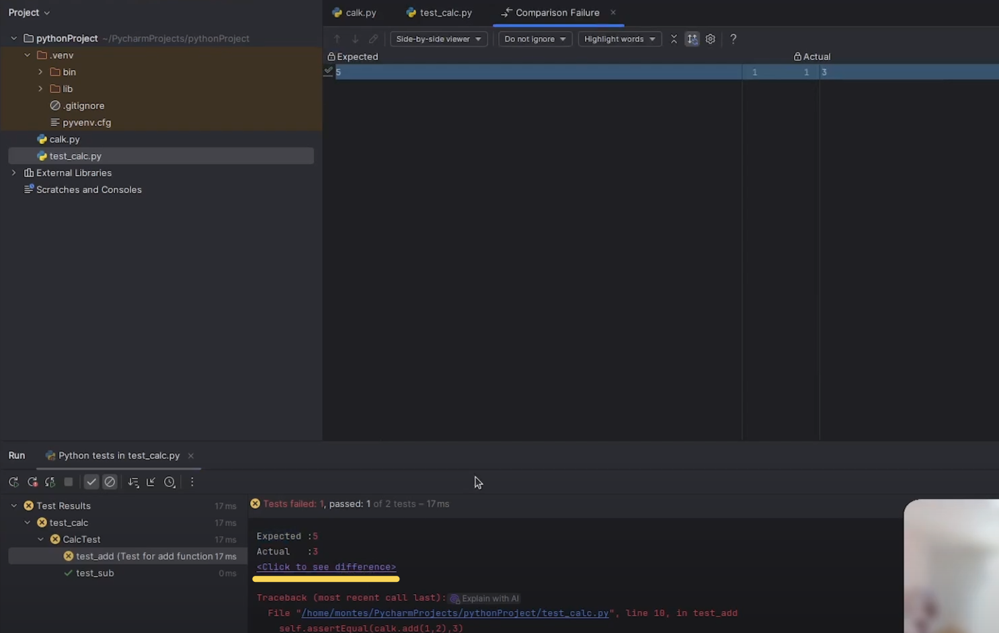 Project
calk.py
test_calc.py
Comparison Failure
pythonProject ~/PycharmProjects/pythonProject
Side-by-side viewer
Do not ignore
Highlight words
?
.venv
Expected
Actual
bin
5
1
1
3
lib
.gitignore
pyvenv.cfg
calk.py
test_calc.py
External Libraries
Scratches and Consoles
Run
Python tests in test_calc.py
Test Results 17 ms
Tests failed: 1, passed: 1 of 2 tests – 17 ms
test_calc 17 ms
CalcTest 17 ms
test_add (Test for add function 17 ms
test_sub 0 ms
Expected :5
Actual :3
<Click to see difference>
Traceback (most recent call last):
Explain with AI
File "/home/montes/PycharmProjects/pythonProject/test_calc.py", line 10, in test_add
self.assertEqual(calk.add(1,2),3)